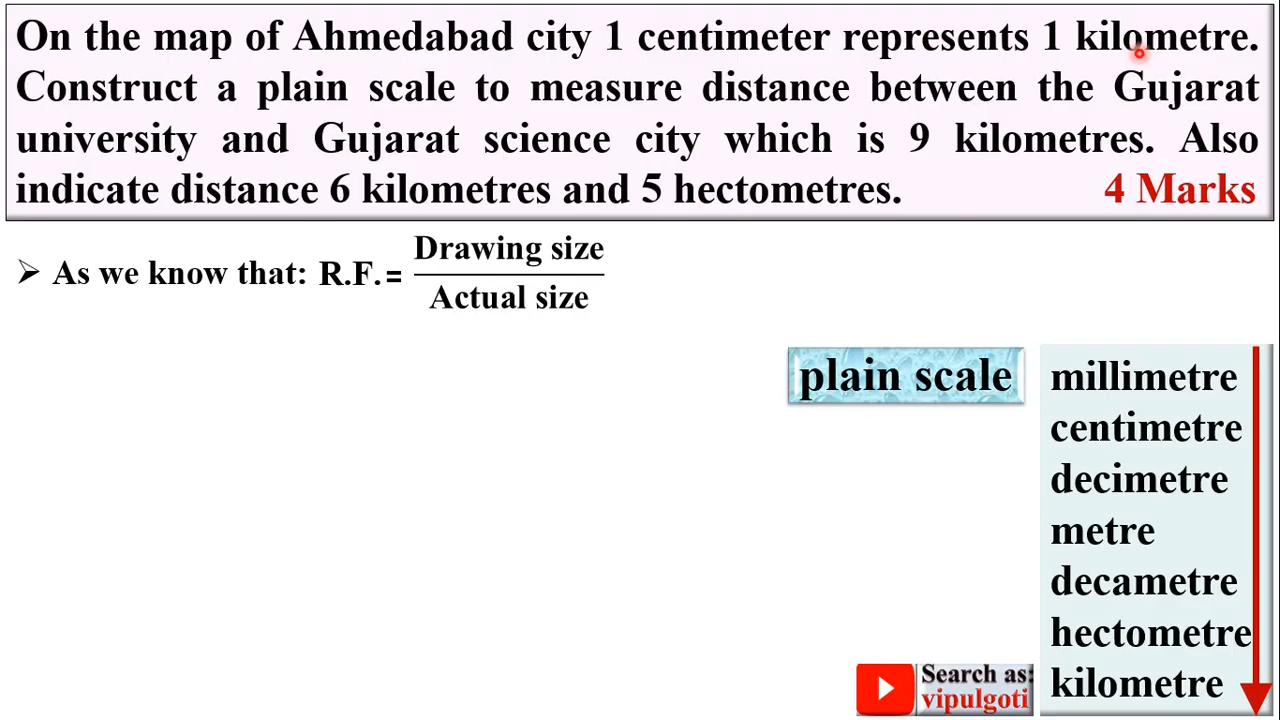 On the map of Ahmedabad city 1 centimeter represents 1 kilometre.
Construct a plain scale to measure distance between the Gujarat
university and Gujarat science city which is 9 kilometres. Also
indicate distance 6 kilometres and 5 hectometres. 4 Marks
➢ As we know that: R.F. = Drawing size
Actual size
plain scale
millimetre
centimetre
decimetre
metre
decametre
hectometre
kilometre
Search as:
vipulgoti